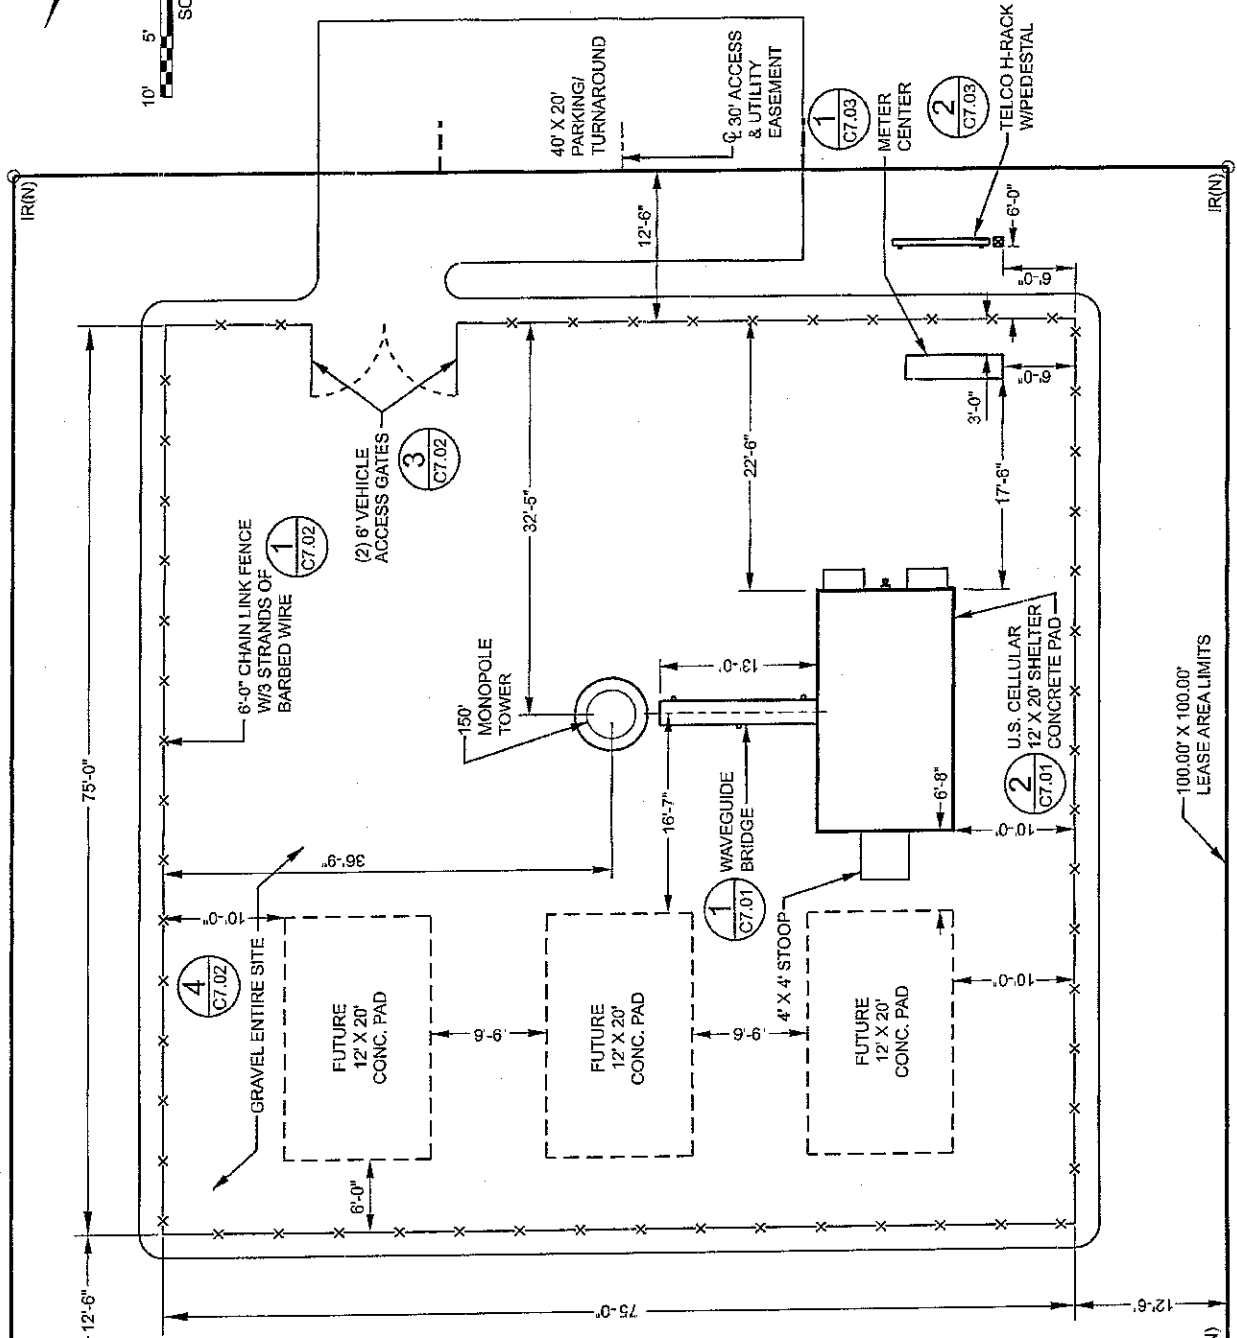 10'
5'
IR(N)
40' X 20'
PARKING/
TURNAROUND
℄ 30' ACCESS
& UTILITY
EASEMENT
1
C7.03
METER
CENTER
2
C7.03
TELCO H-RACK
W/PEDESTAL
IR(N)
12'-6"
6'-0"
6'-0"
6'-0"
3'-0"
17'-6"
22'-6"
32'-5"
(2) 6' VEHICLE
ACCESS GATES
3
C7.02
75'-0"
6'-0" CHAIN LINK FENCE
W/3 STRANDS OF
BARBED WIRE
1
C7.02
150'
MONOPOLE
TOWER
13'-0"
16'-7"
36'-9"
WAVEGUIDE
BRIDGE
1
C7.01
4' X 4' STOOP
6'-8"
U.S. CELLULAR
12' X 20' SHELTER
CONCRETE PAD
2
C7.01
10'-0"
100.00' X 100.00'
LEASE AREA LIMITS
10'-0"
4
C7.02
GRAVEL ENTIRE SITE
FUTURE
12' X 20'
CONC. PAD
9'-6
FUTURE
12' X 20'
CONC. PAD
9'-6
FUTURE
12' X 20'
CONC. PAD
10'-0"
6'-0"
12'-6"
75'-0"
12'-6"